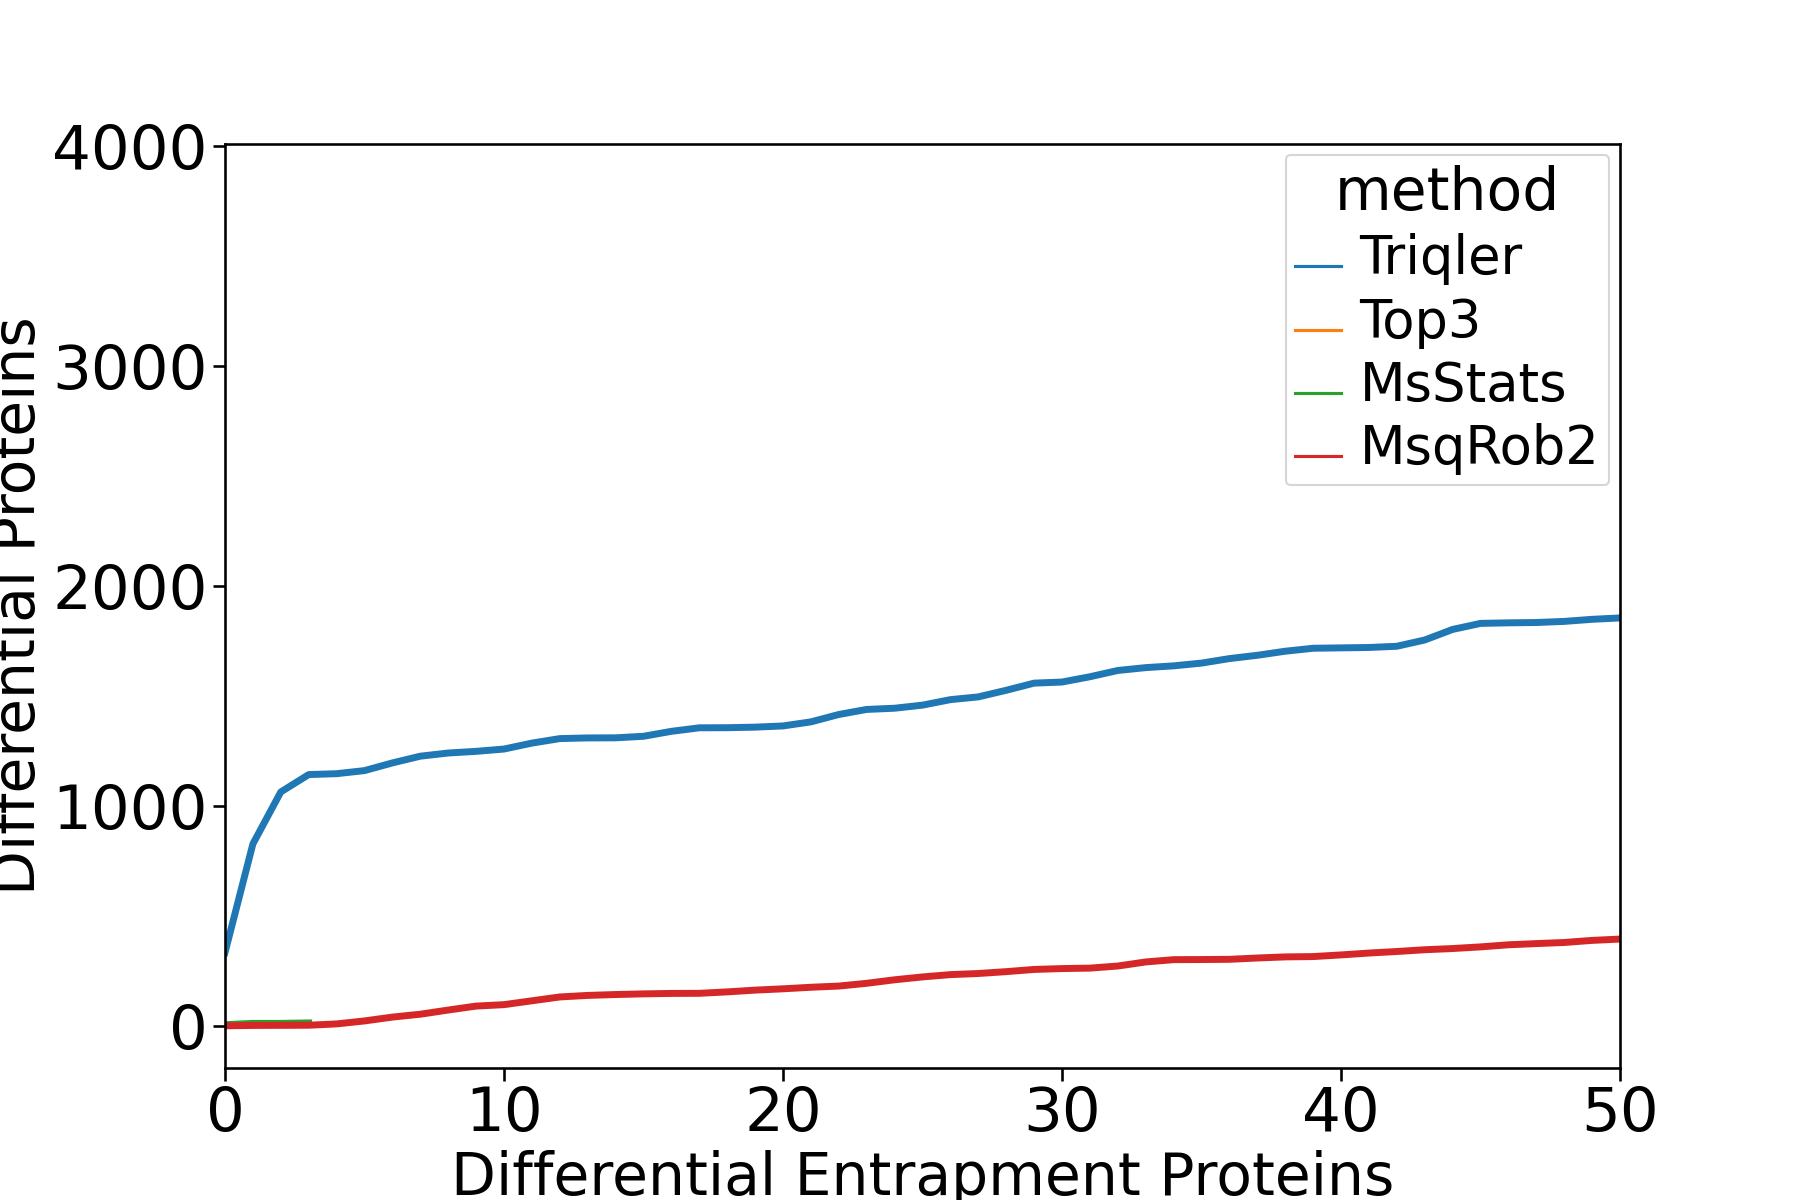 4000
3000
2000
1000
0
Differential Proteins
method
Triqler
Top3
MsStats
MsqRob2
0 10 20 30 40 50
Differential Entrapment Proteins